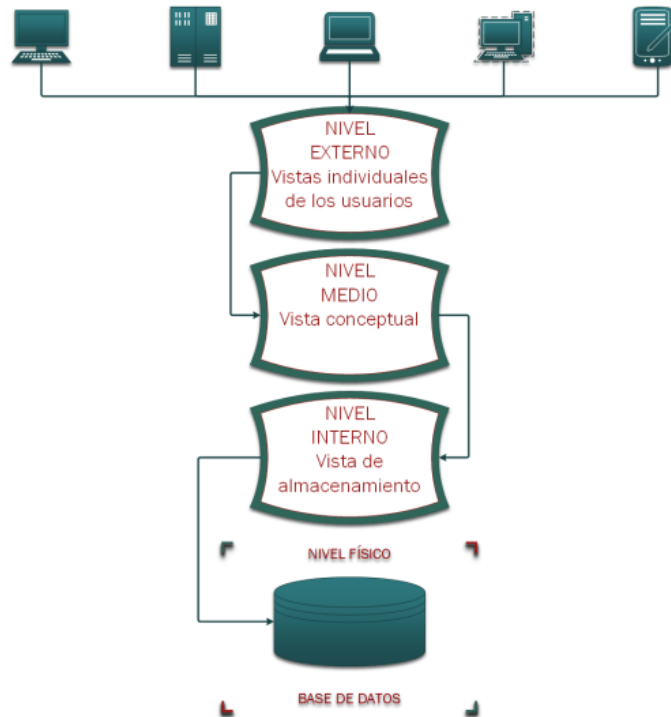 NIVEL
EXTERNO
Vistas individuales
de los usuarios
NIVEL
MEDIO
Vista conceptual
NIVEL
INTERNO
Vista de
almacenamiento
NIVEL FÍSICO
BASE DE DATOS